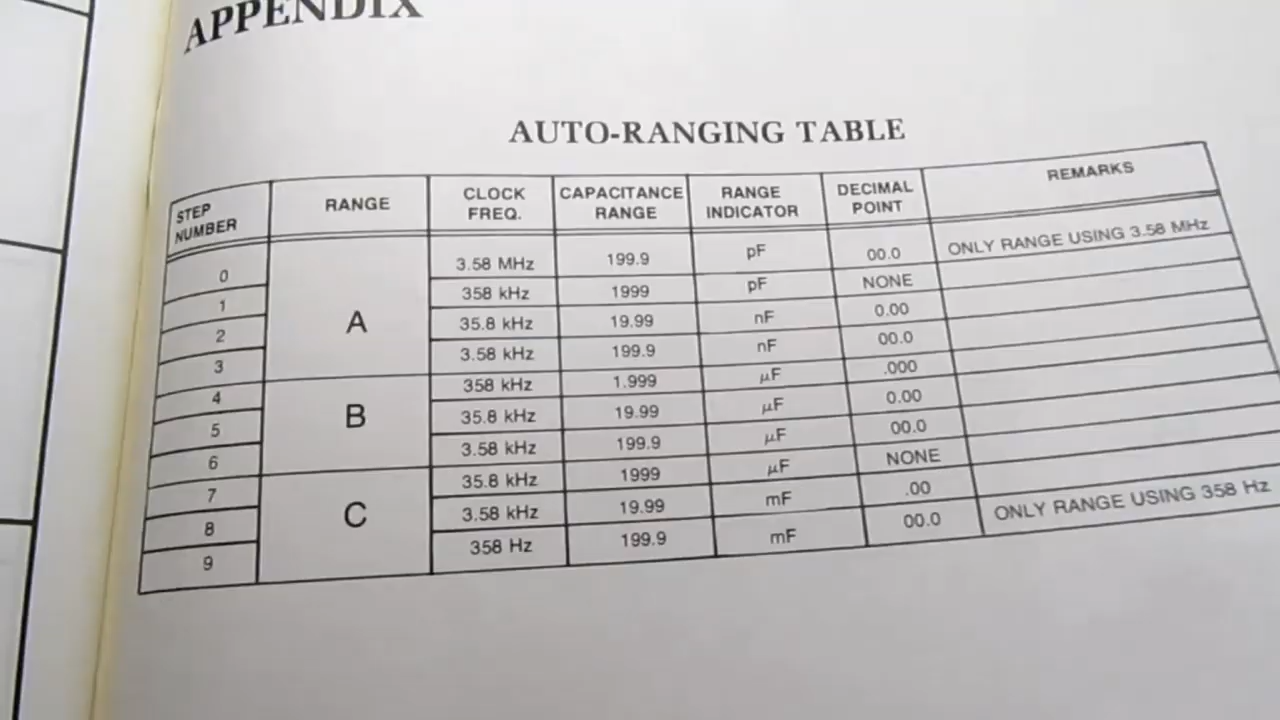 APPENDIX
AUTO-RANGING TABLE
STEP NUMBER RANGE CLOCK FREQ. CAPACITANCE RANGE RANGE INDICATOR DECIMAL POINT REMARKS
0 A 3.58 MHz 199.9 pF 00.0 ONLY RANGE USING 3.58 MHz
1 358 kHz 1999 pF NONE
2 35.8 kHz 19.99 nF 0.00
3 3.58 kHz 199.9 nF 00.0
4 B 358 kHz 1.999 μF .000
5 35.8 kHz 19.99 μF 0.00
6 3.58 kHz 199.9 μF 00.0
7 C 35.8 kHz 1999 μF NONE
8 3.58 kHz 19.99 mF .00
9 358 Hz 199.9 mF 00.0 ONLY RANGE USING 358 Hz